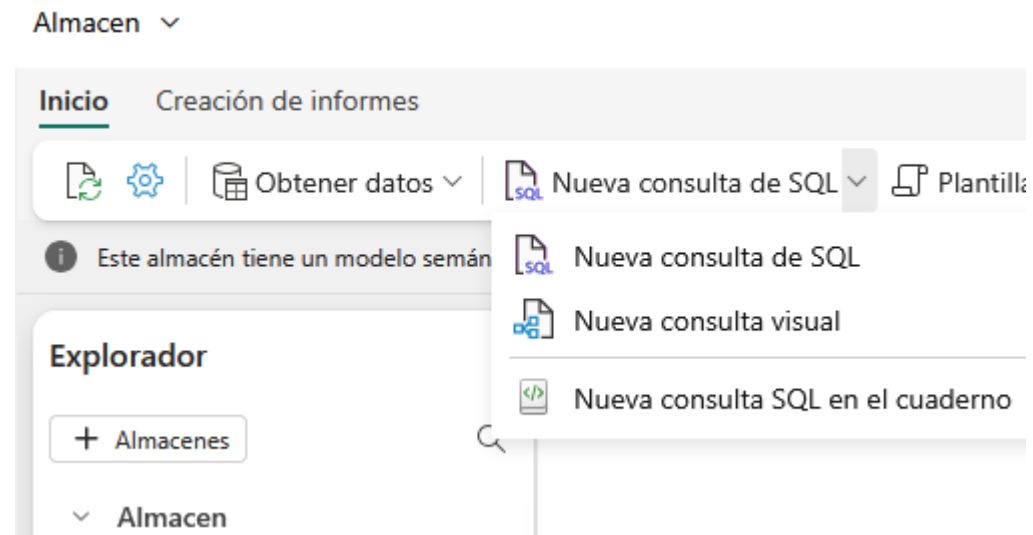 Almacen
Inicio Creación de informes
Obtener datos Nueva consulta de SQL
Este almacén tiene un modelo
SQL Nueva consulta de SQL
Nueva consulta visual
Explorador
Nueva consulta SQL en el cuaderno
+ Almacenes
Almacen